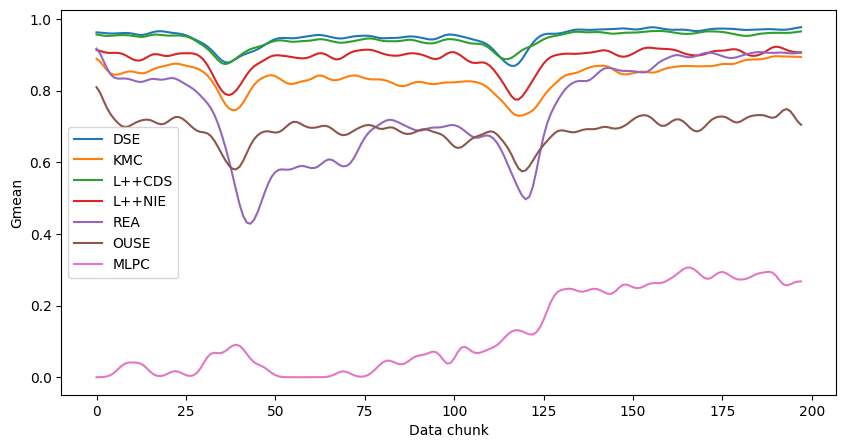 1.0
0.8
0.6
0.4
0.2
0.0
Gmean
DSE
KMC
L++CDS
L++NIE
REA
OUSE
MLPC
0 25 50 75 100 125 150 175 200
Data chunk